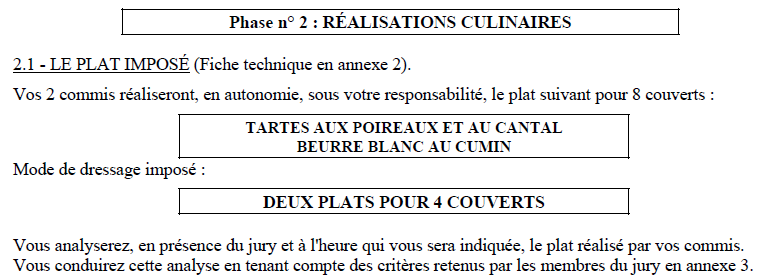 Phase n° 2 : RÉALISATIONS CULINAIRES
2.1 - LE PLAT IMPOSÉ (Fiche technique en annexe 2).
Vos 2 commis réaliseront, en autonomie, sous votre responsabilité, le plat suivant pour 8 couverts :
TARTES AUX POIREAUX ET AU CANTAL
BEURRE BLANC AU CUMIN
Mode de dressage imposé :
DEUX PLATS POUR 4 COUVERTS
Vous analyserez, en présence du jury et à l'heure qui vous sera indiquée, le plat réalisé par vos commis.
Vous conduirez cette analyse en tenant compte des critères retenus par les membres du jury en annexe 3.